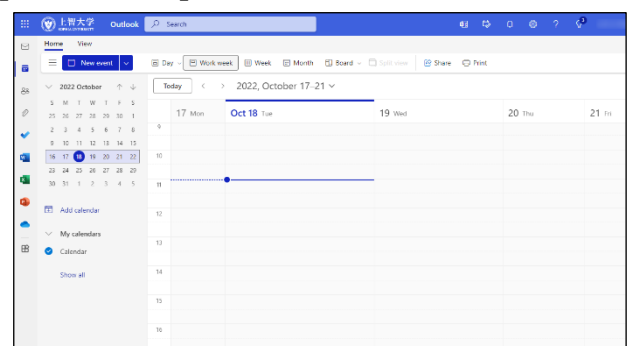 上智大学 Outlook Search
Home View
New event Day Work week Week Month Board Split view Share Print
2022 October
Today 2022, October 17–21
S M T W T F S
25 26 27 28 29 30 1
2 3 4 5 6 7 8
9 10 11 12 13 14 15
16 17 18 19 20 21 22
23 24 25 26 27 28 29
30 31 1 2 3 4 5
Add calendar
My calendars
Calendar
Show all
17 Mon Oct 18 Tue 19 Wed 20 Thu 21 Fri
9
10
11
12
13
14
15
16